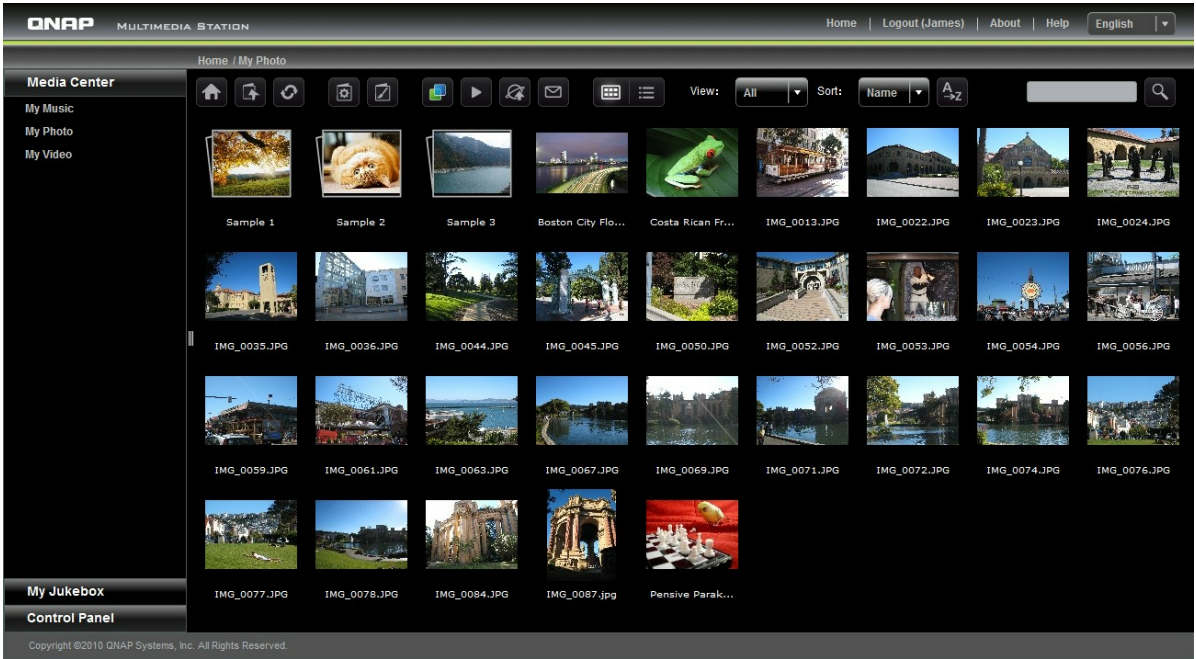 QNAP MULTIMEDIA STATION
Home | Logout (James) | About | Help English
Home / My Photo
Media Center
My Music
My Photo
My Video
View: All Sort: Name A Z
Sample 1 Sample 2 Sample 3 Boston City Flo... Costa Rican Fr... IMG_0013.JPG IMG_0022.JPG IMG_0023.JPG IMG_0024.JPG
IMG_0035.JPG IMG_0036.JPG IMG_0044.JPG IMG_0045.JPG IMG_0050.JPG IMG_0052.JPG IMG_0053.JPG IMG_0054.JPG IMG_0056.JPG
IMG_0059.JPG IMG_0061.JPG IMG_0063.JPG IMG_0067.JPG IMG_0069.JPG IMG_0071.JPG IMG_0072.JPG IMG_0074.JPG IMG_0076.JPG
IMG_0077.JPG IMG_0078.JPG IMG_0084.JPG IMG_0087.jpg Pensive Parak...
My Jukebox
Control Panel
Copyright ©2010 QNAP Systems, Inc. All Rights Reserved.